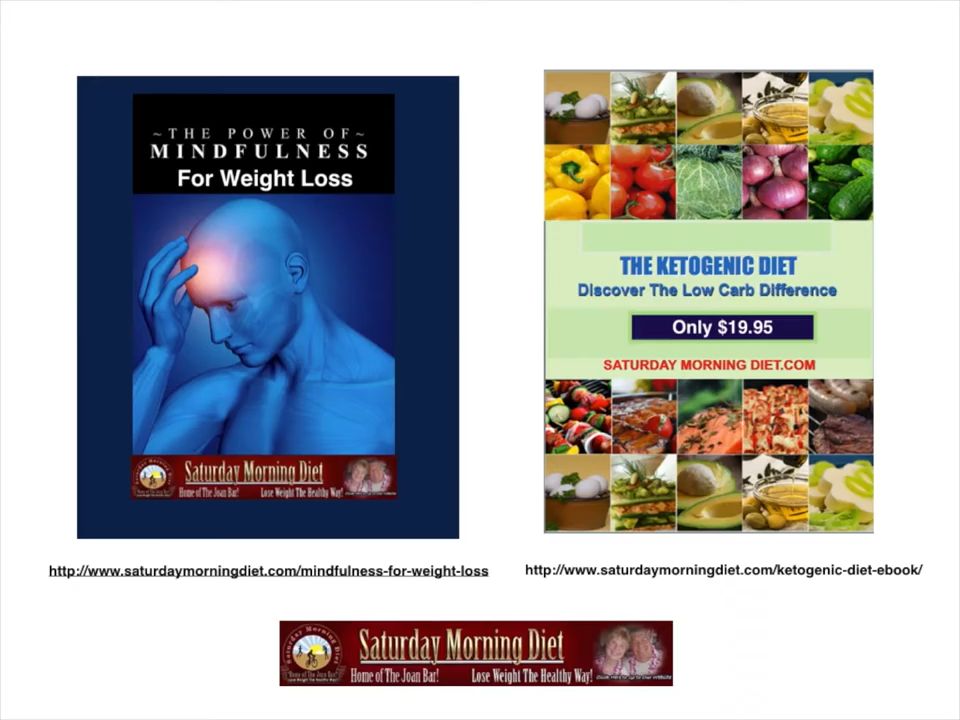 ~THE POWER OF~
MINDFULNESS
For Weight Loss
Saturday Morning Diet
Home of The Joan Bar! Lose Weight The Healthy Way!
http://www.saturdaymorningdiet.com/mindfulness-for-weight-loss
THE KETOGENIC DIET
Discover The Low Carb Difference
Only $19.95
SATURDAY MORNING DIET.COM
http://www.saturdaymorningdiet.com/ketogenic-diet-ebook/
Saturday Morning Diet
Home of The Joan Bar! Lose Weight The Healthy Way!